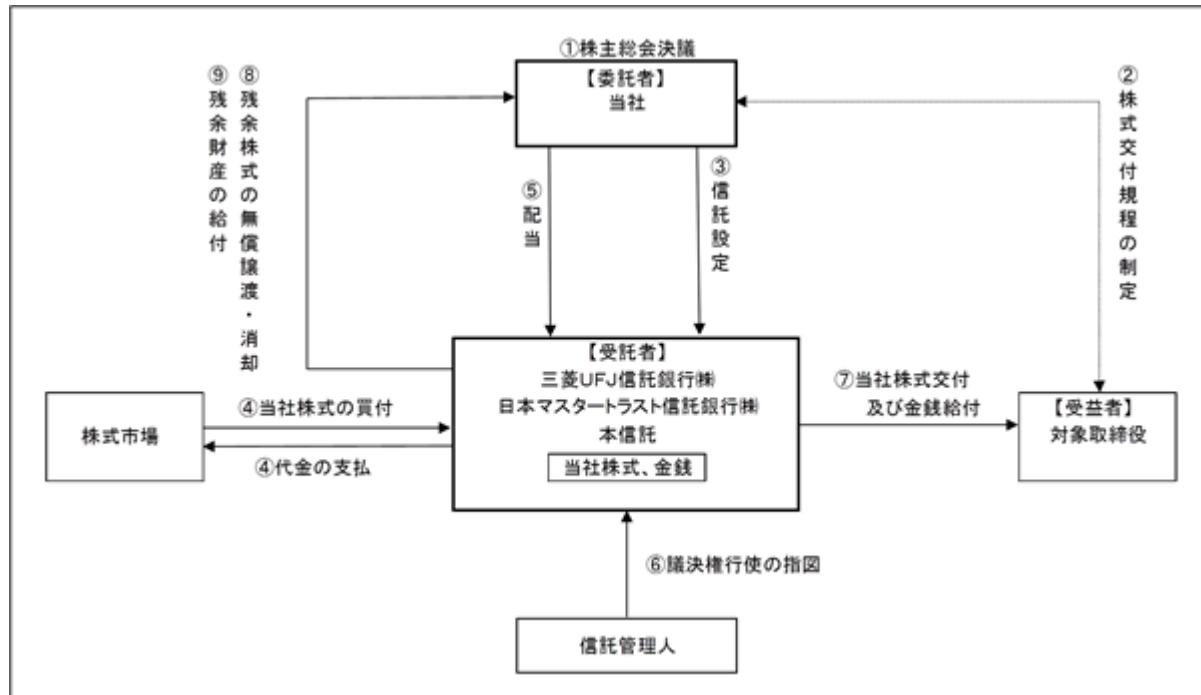 ①株主総会決議
【委託者】
当社
⑨残余財産の給付
⑧残余株式の無償譲渡・消却
②株式交付規程の制定
⑤配当
③信託設定
【受託者】
三菱UFJ信託銀行㈱
日本マスタートラスト信託銀行㈱
本信託
当社株式、金銭
株式市場
④当社株式の買付
④代金の支払
⑦当社株式交付
及び金銭給付
【受益者】
対象取締役
⑥議決権行使の指図
信託管理人